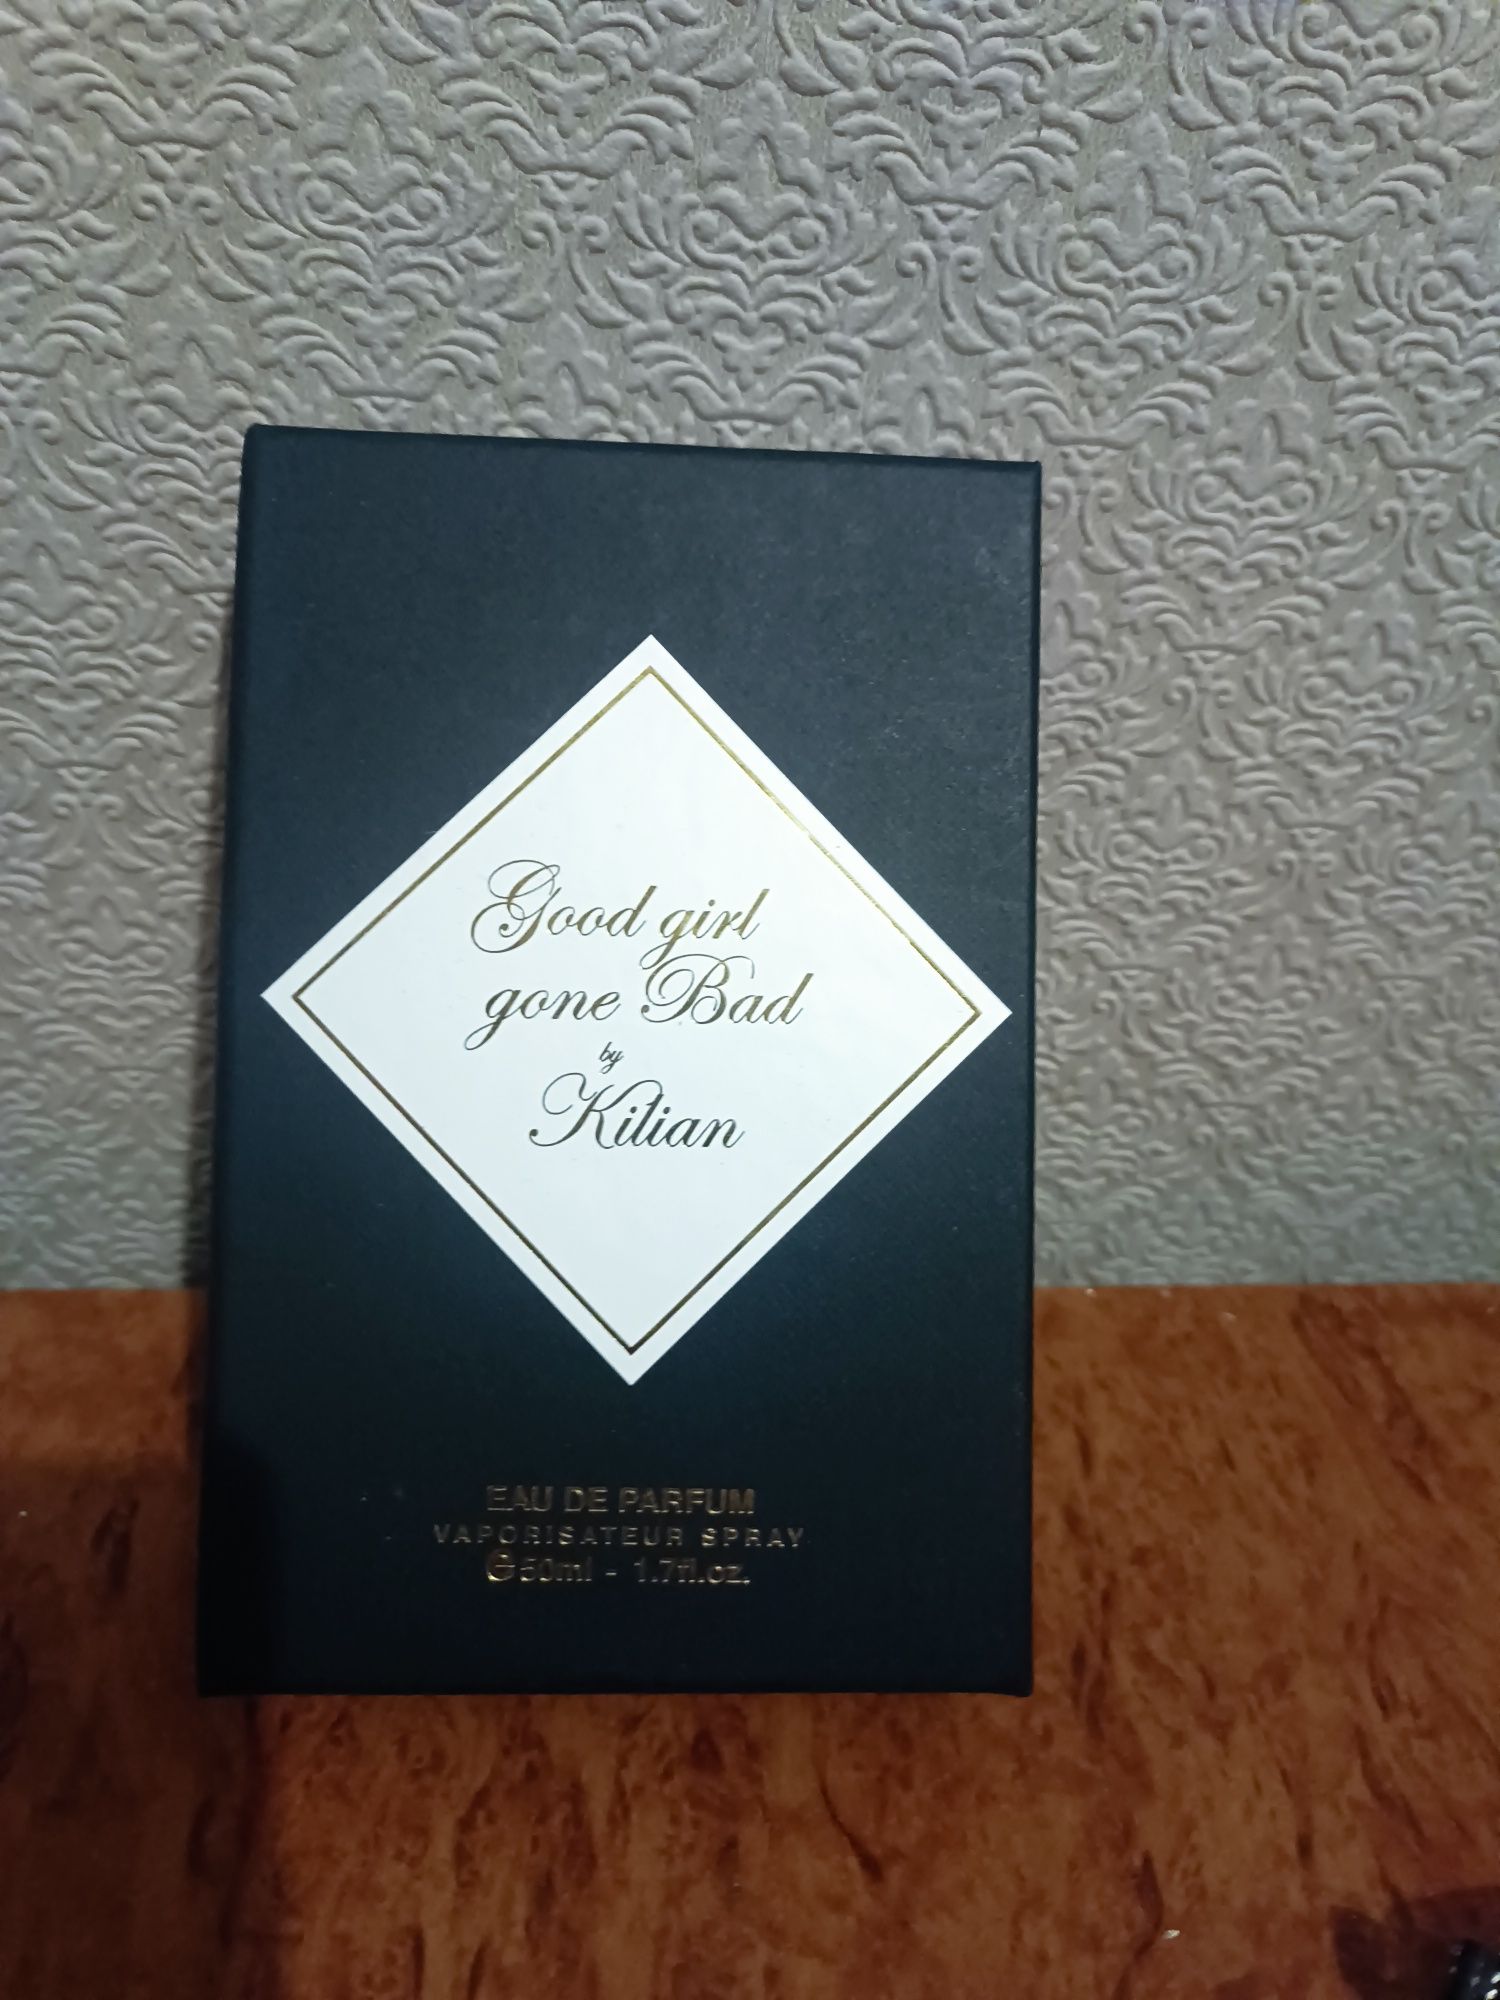 Good girl
gone Bad
by
Kilian
EAU DE PARFUM
VAPORISATEUR SPRAY
℮50ml - 1.7fl.oz.